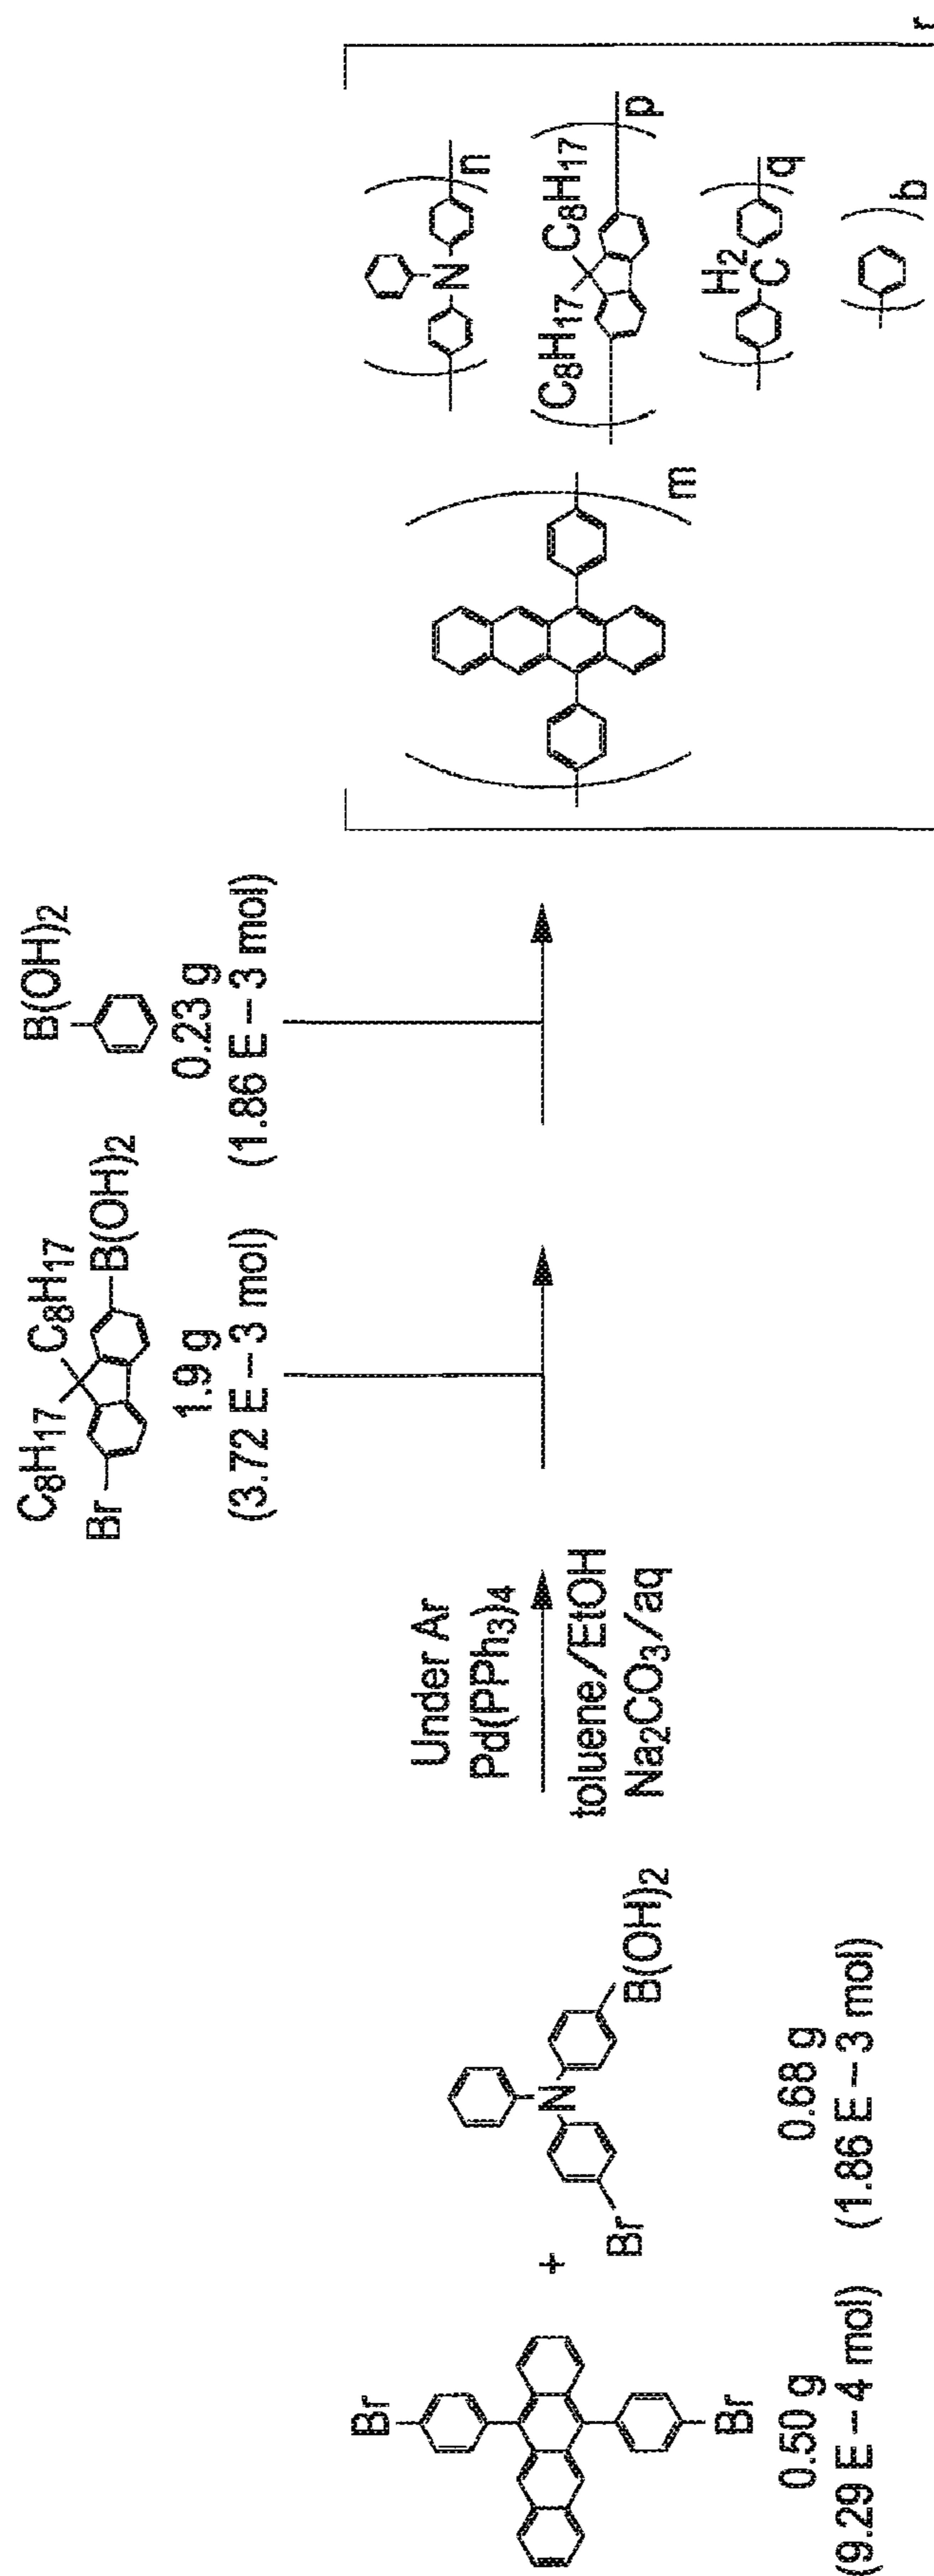 Br
Br
0.50 g
(9.29 E – 4 mol)
+
Br
N
B(OH)2
0.68 g
(1.86 E – 3 mol)
Under Ar
Pd(PPh3)4
toluene/EtOH
Na2CO3/aq
C8H17 C8H17
Br
B(OH)2
1.9 g
(3.72 E – 3 mol)
B(OH)2
0.23 g
(1.86 E – 3 mol)
m
N
n
C8H17 C8H17
p
H2
C
q
b
r